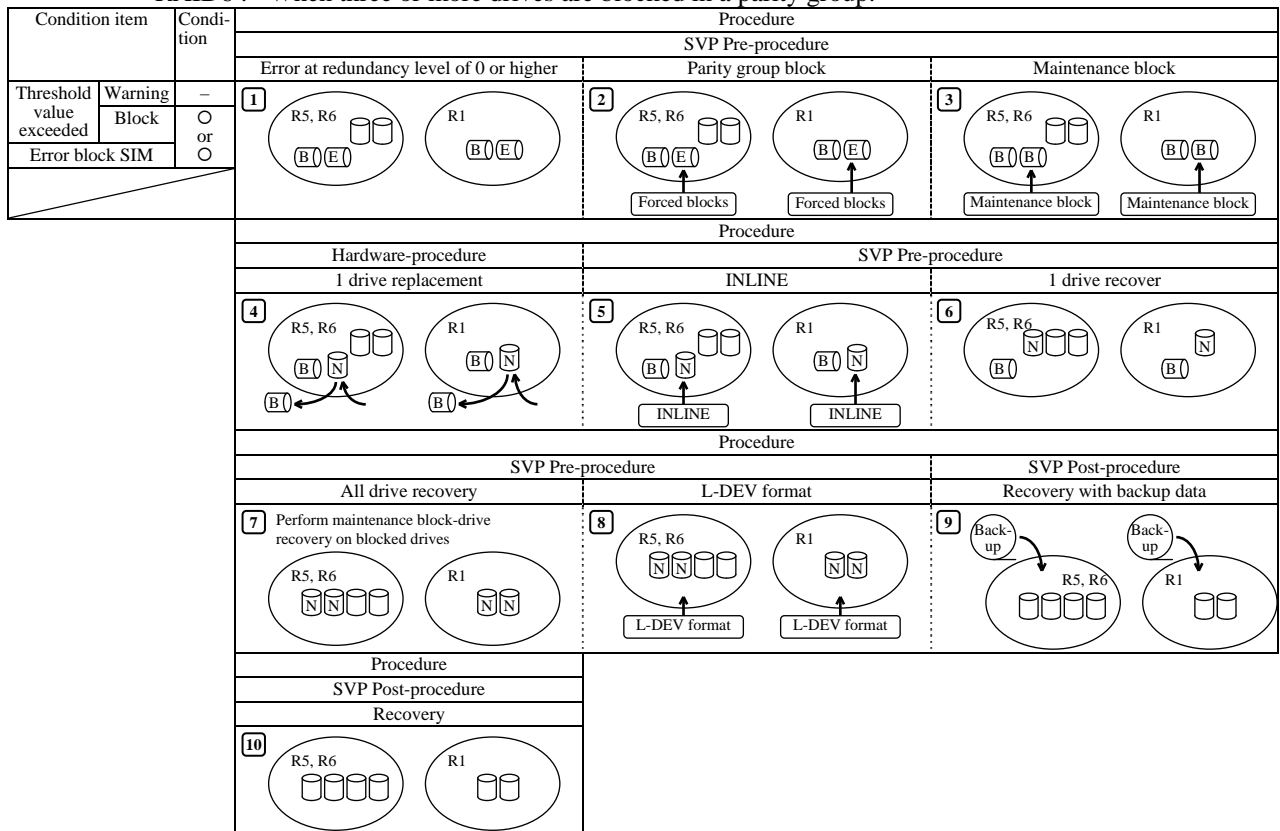 RAID6 : When three or more drives are blocked in a parity group.
Condition item
Condi-
tion
Procedure
SVP Pre-procedure
Error at redundancy level of 0 or higher
Parity group block
Maintenance block
Threshold
value
exceeded
Warning
–
Block
○
or
Error block SIM
○
1
R5, R6
B
E
R1
B
E
2
R5, R6
B
E
Forced blocks
R1
B
E
Forced blocks
3
R5, R6
B
B
Maintenance block
R1
B
B
Maintenance block
Procedure
Hardware-procedure
SVP Pre-procedure
1 drive replacement
INLINE
1 drive recover
4
R5, R6
B
N
B
R1
B
N
B
5
R5, R6
B
N
INLINE
R1
B
N
INLINE
6
R5, R6
N
B
R1
N
B
Procedure
SVP Pre-procedure
SVP Post-procedure
All drive recovery
L-DEV format
Recovery with backup data
7
Perform maintenance block-drive
recovery on blocked drives
R5, R6
N
N
R1
N
N
8
R5, R6
N
N
L-DEV format
R1
N
N
L-DEV format
9
Back-
up
R5, R6
Back-
up
R1
Procedure
SVP Post-procedure
Recovery
10
R5, R6
R1